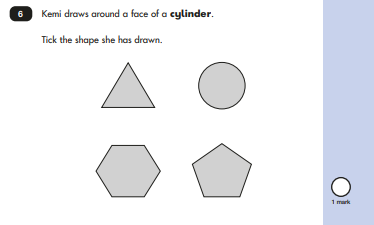 6 Kemi draws around a face of a cylinder.
Tick the shape she has drawn.
1 mark